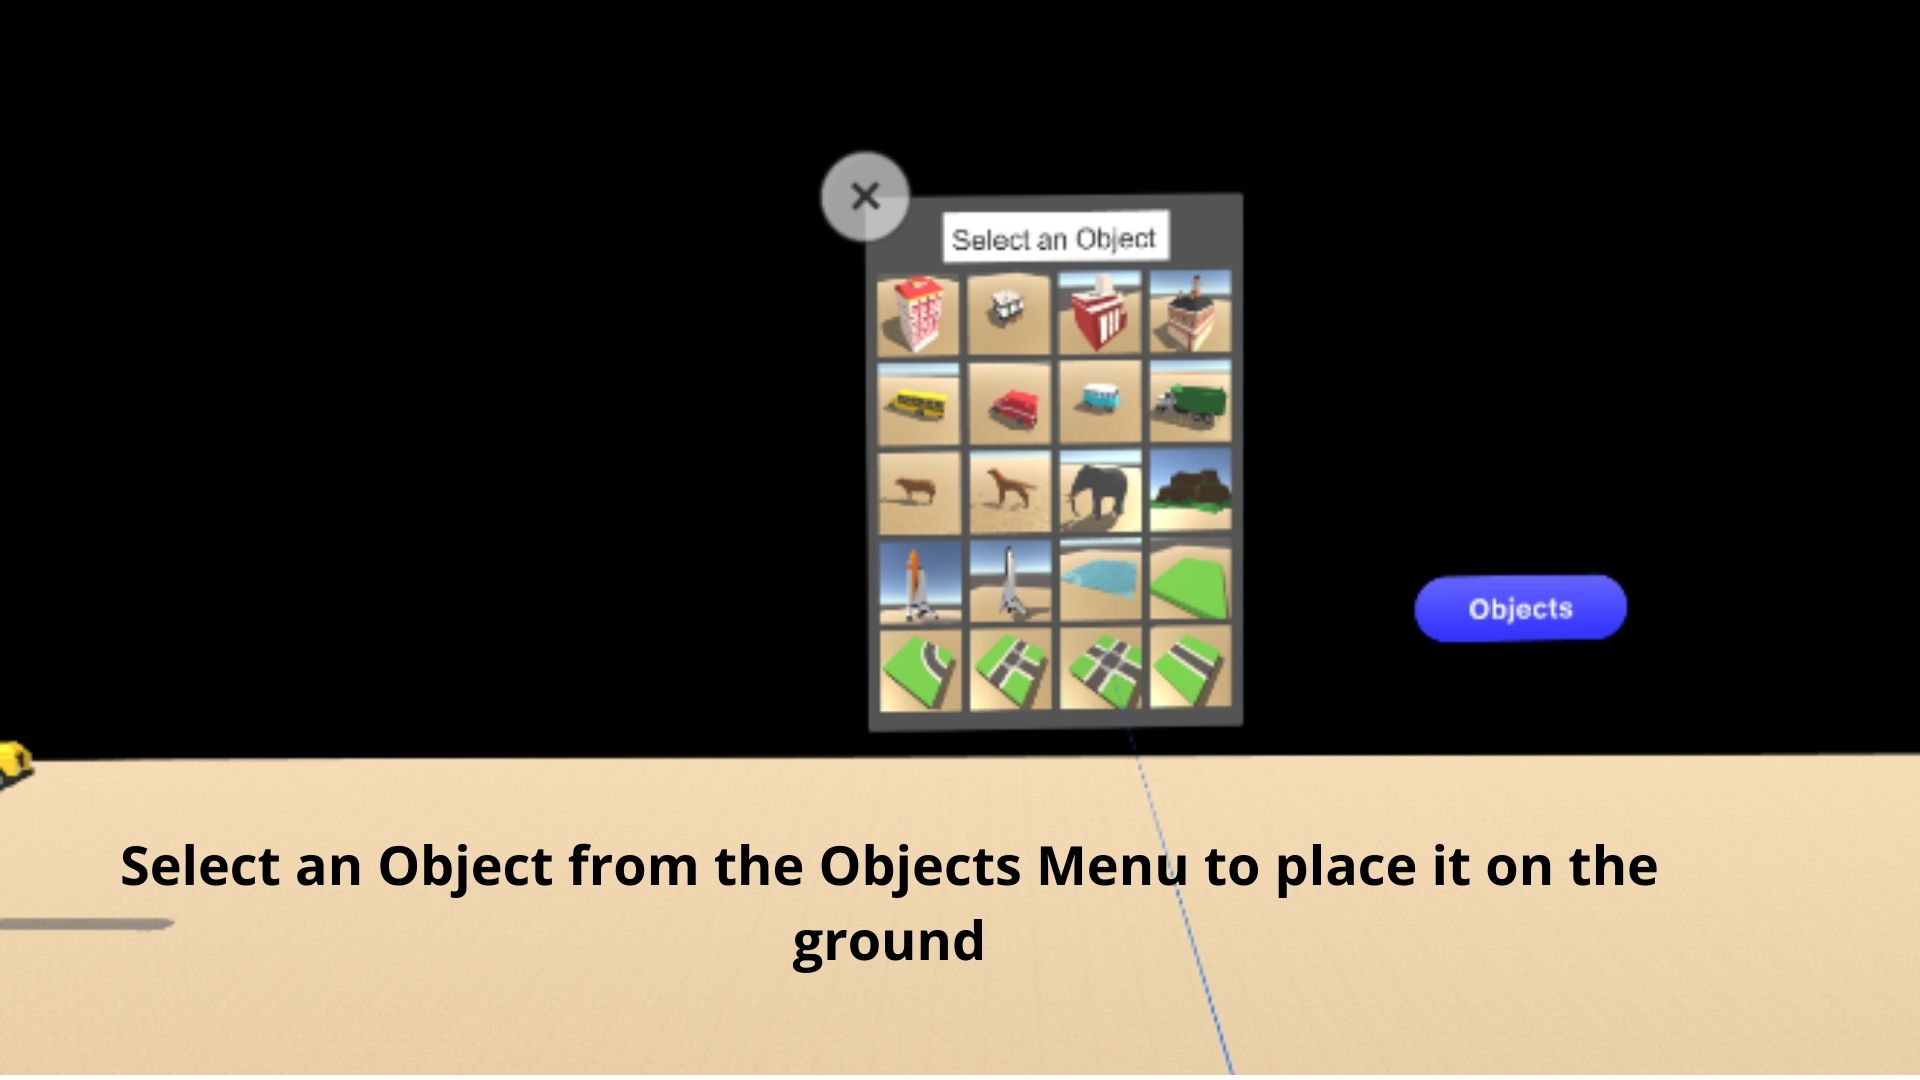 Select an Object
Objects
Select an Object from the Objects Menu to place it on the
ground